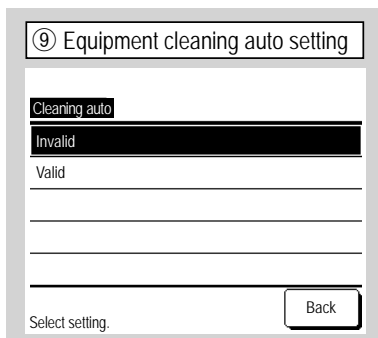 ⑨ Equipment cleaning auto setting
Cleaning auto
Invalid
Valid
Back
Select setting.